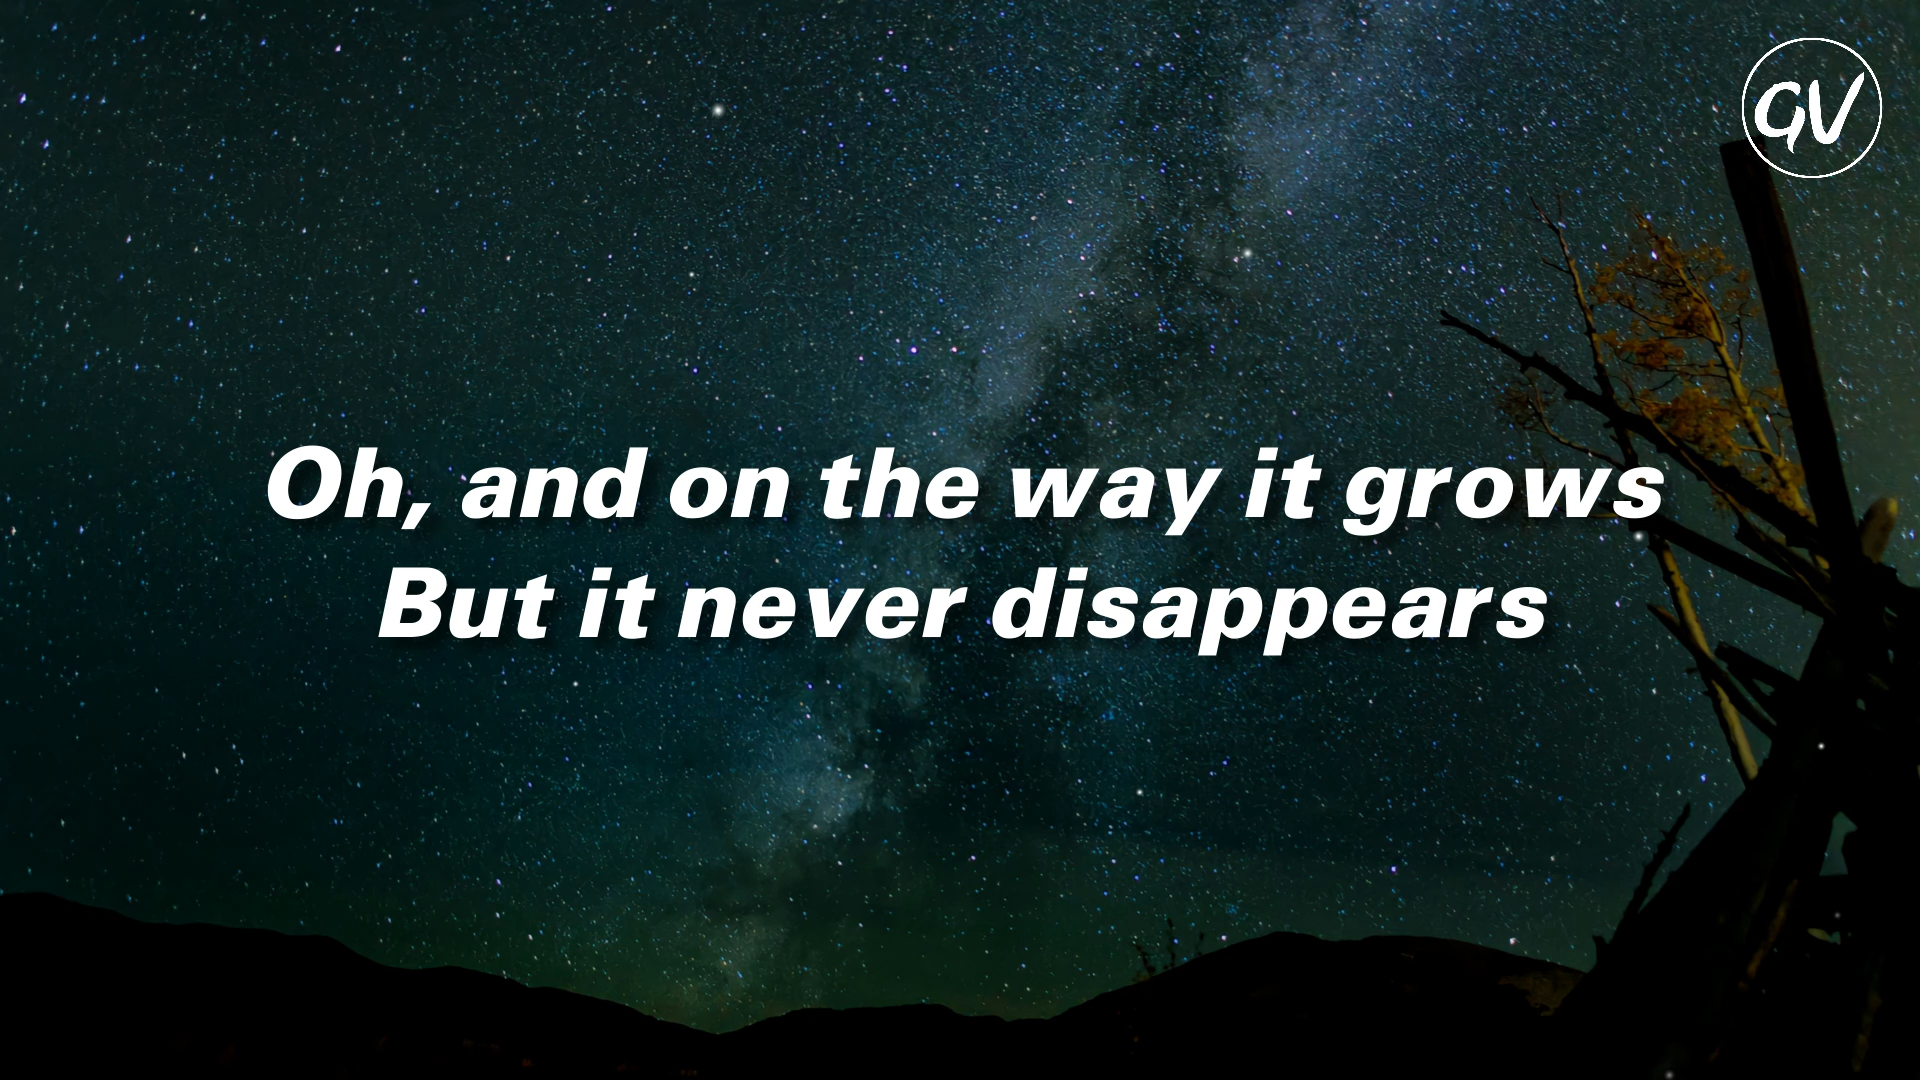 GV
Oh, and on the way it grows
But it never disappears